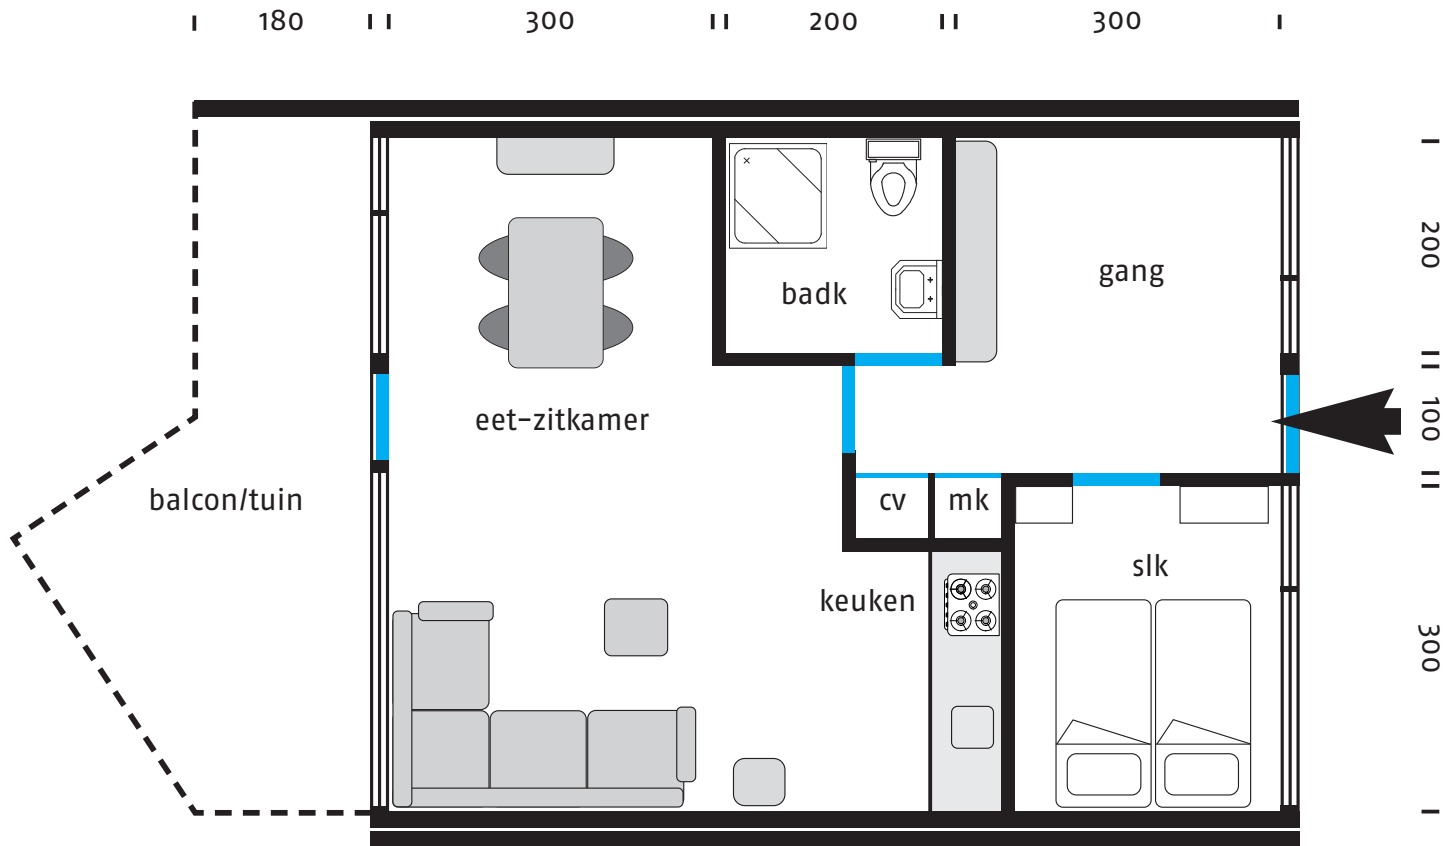 180
300
200
300
200
100
300
gang
badk
eet-zitkamer
balcon/tuin
cv
mk
slk
keuken